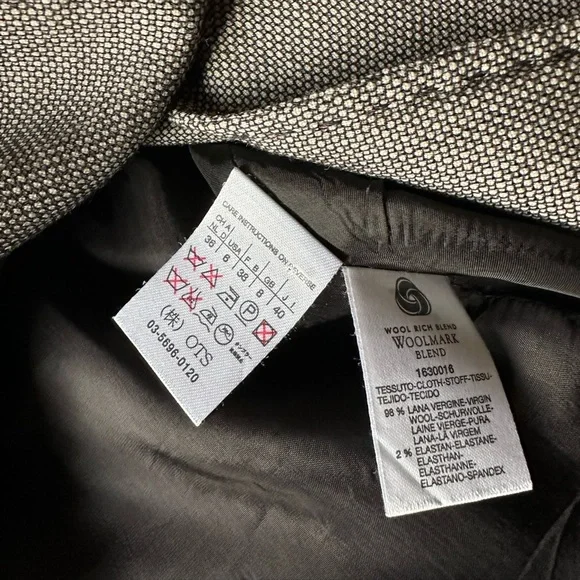 CARE INSTRUCTIONS ON REVERSE
CH A I
NL D USA F B GB J I
36 6 38 8 40
P
(株) OTS
03-5696-0120
WOOL RICH BLEND
WOOLMARK
BLEND
1630016
TESSUTO-CLOTH-STOFF-TISSU-
TEJIDO-TECIDO
98 % LANA VERGINE-VIRGIN
WOOL-SCHURWOLLE-
LAINE VIERGE-PURA
LANA-LÃ VIRGEM
2 % ELASTAN-ELASTANE-
ELASTHAN-
ELASTHANNE-
ELASTANO-SPANDEX